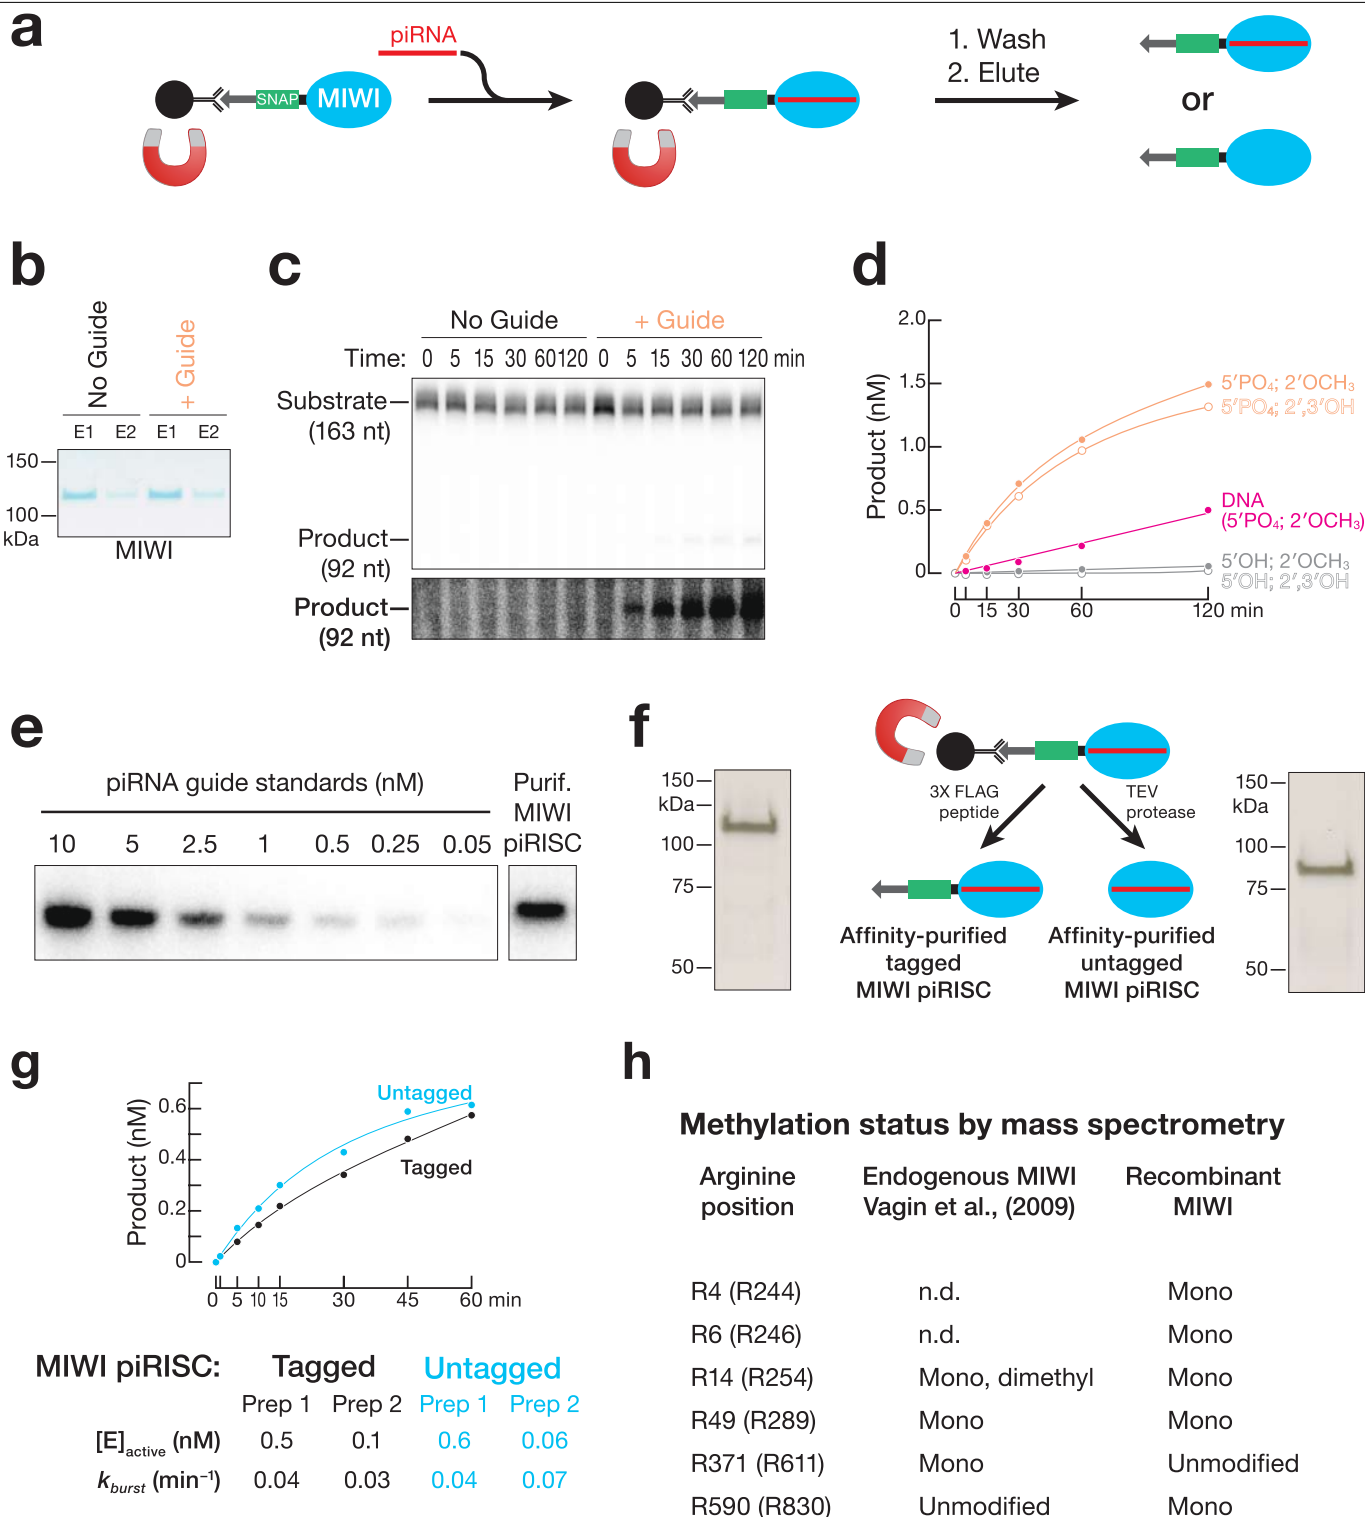 a
piRNA
SNAP MIWI
1. Wash
2. Elute
or
b
No Guide
+ Guide
E1 E2 E1 E2
150
100
kDa
MIWI
c
No Guide + Guide
Time: 0 5 15 30 60 120 0 5 15 30 60 120 min
Substrate
(163 nt)
Product
(92 nt)
Product
(92 nt)
d
Product (nM)
2.0
1.5
1.0
0.5
0
5′PO4; 2′OCH3
5′PO4; 2′,3′OH
DNA
(5′PO4; 2′OCH3)
5′OH; 2′OCH3
5′OH; 2′,3′OH
0 15 30 60 120 min
e
piRNA guide standards (nM)
Purif.
MIWI
piRISC
10 5 2.5 1 0.5 0.25 0.05
f
150
kDa
100
75
50
3X FLAG
peptide
TEV
protease
Affinity-purified
tagged
MIWI piRISC
Affinity-purified
untagged
MIWI piRISC
150
kDa
100
75
50
g
Product (nM)
0.6
0.4
0.2
0
Untagged
Tagged
0 5 10 15 30 45 60 min
MIWI piRISC: Tagged Untagged
Prep 1 Prep 2 Prep 1 Prep 2
[E]active (nM) 0.5 0.1 0.6 0.06
kburst (min−1) 0.04 0.03 0.04 0.07
h
Methylation status by mass spectrometry
Arginine Endogenous MIWI Recombinant
position Vagin et al., (2009) MIWI
R4 (R244) n.d. Mono
R6 (R246) n.d. Mono
R14 (R254) Mono, dimethyl Mono
R49 (R289) Mono Mono
R371 (R611) Mono Unmodified
R590 (R830) Unmodified Mono